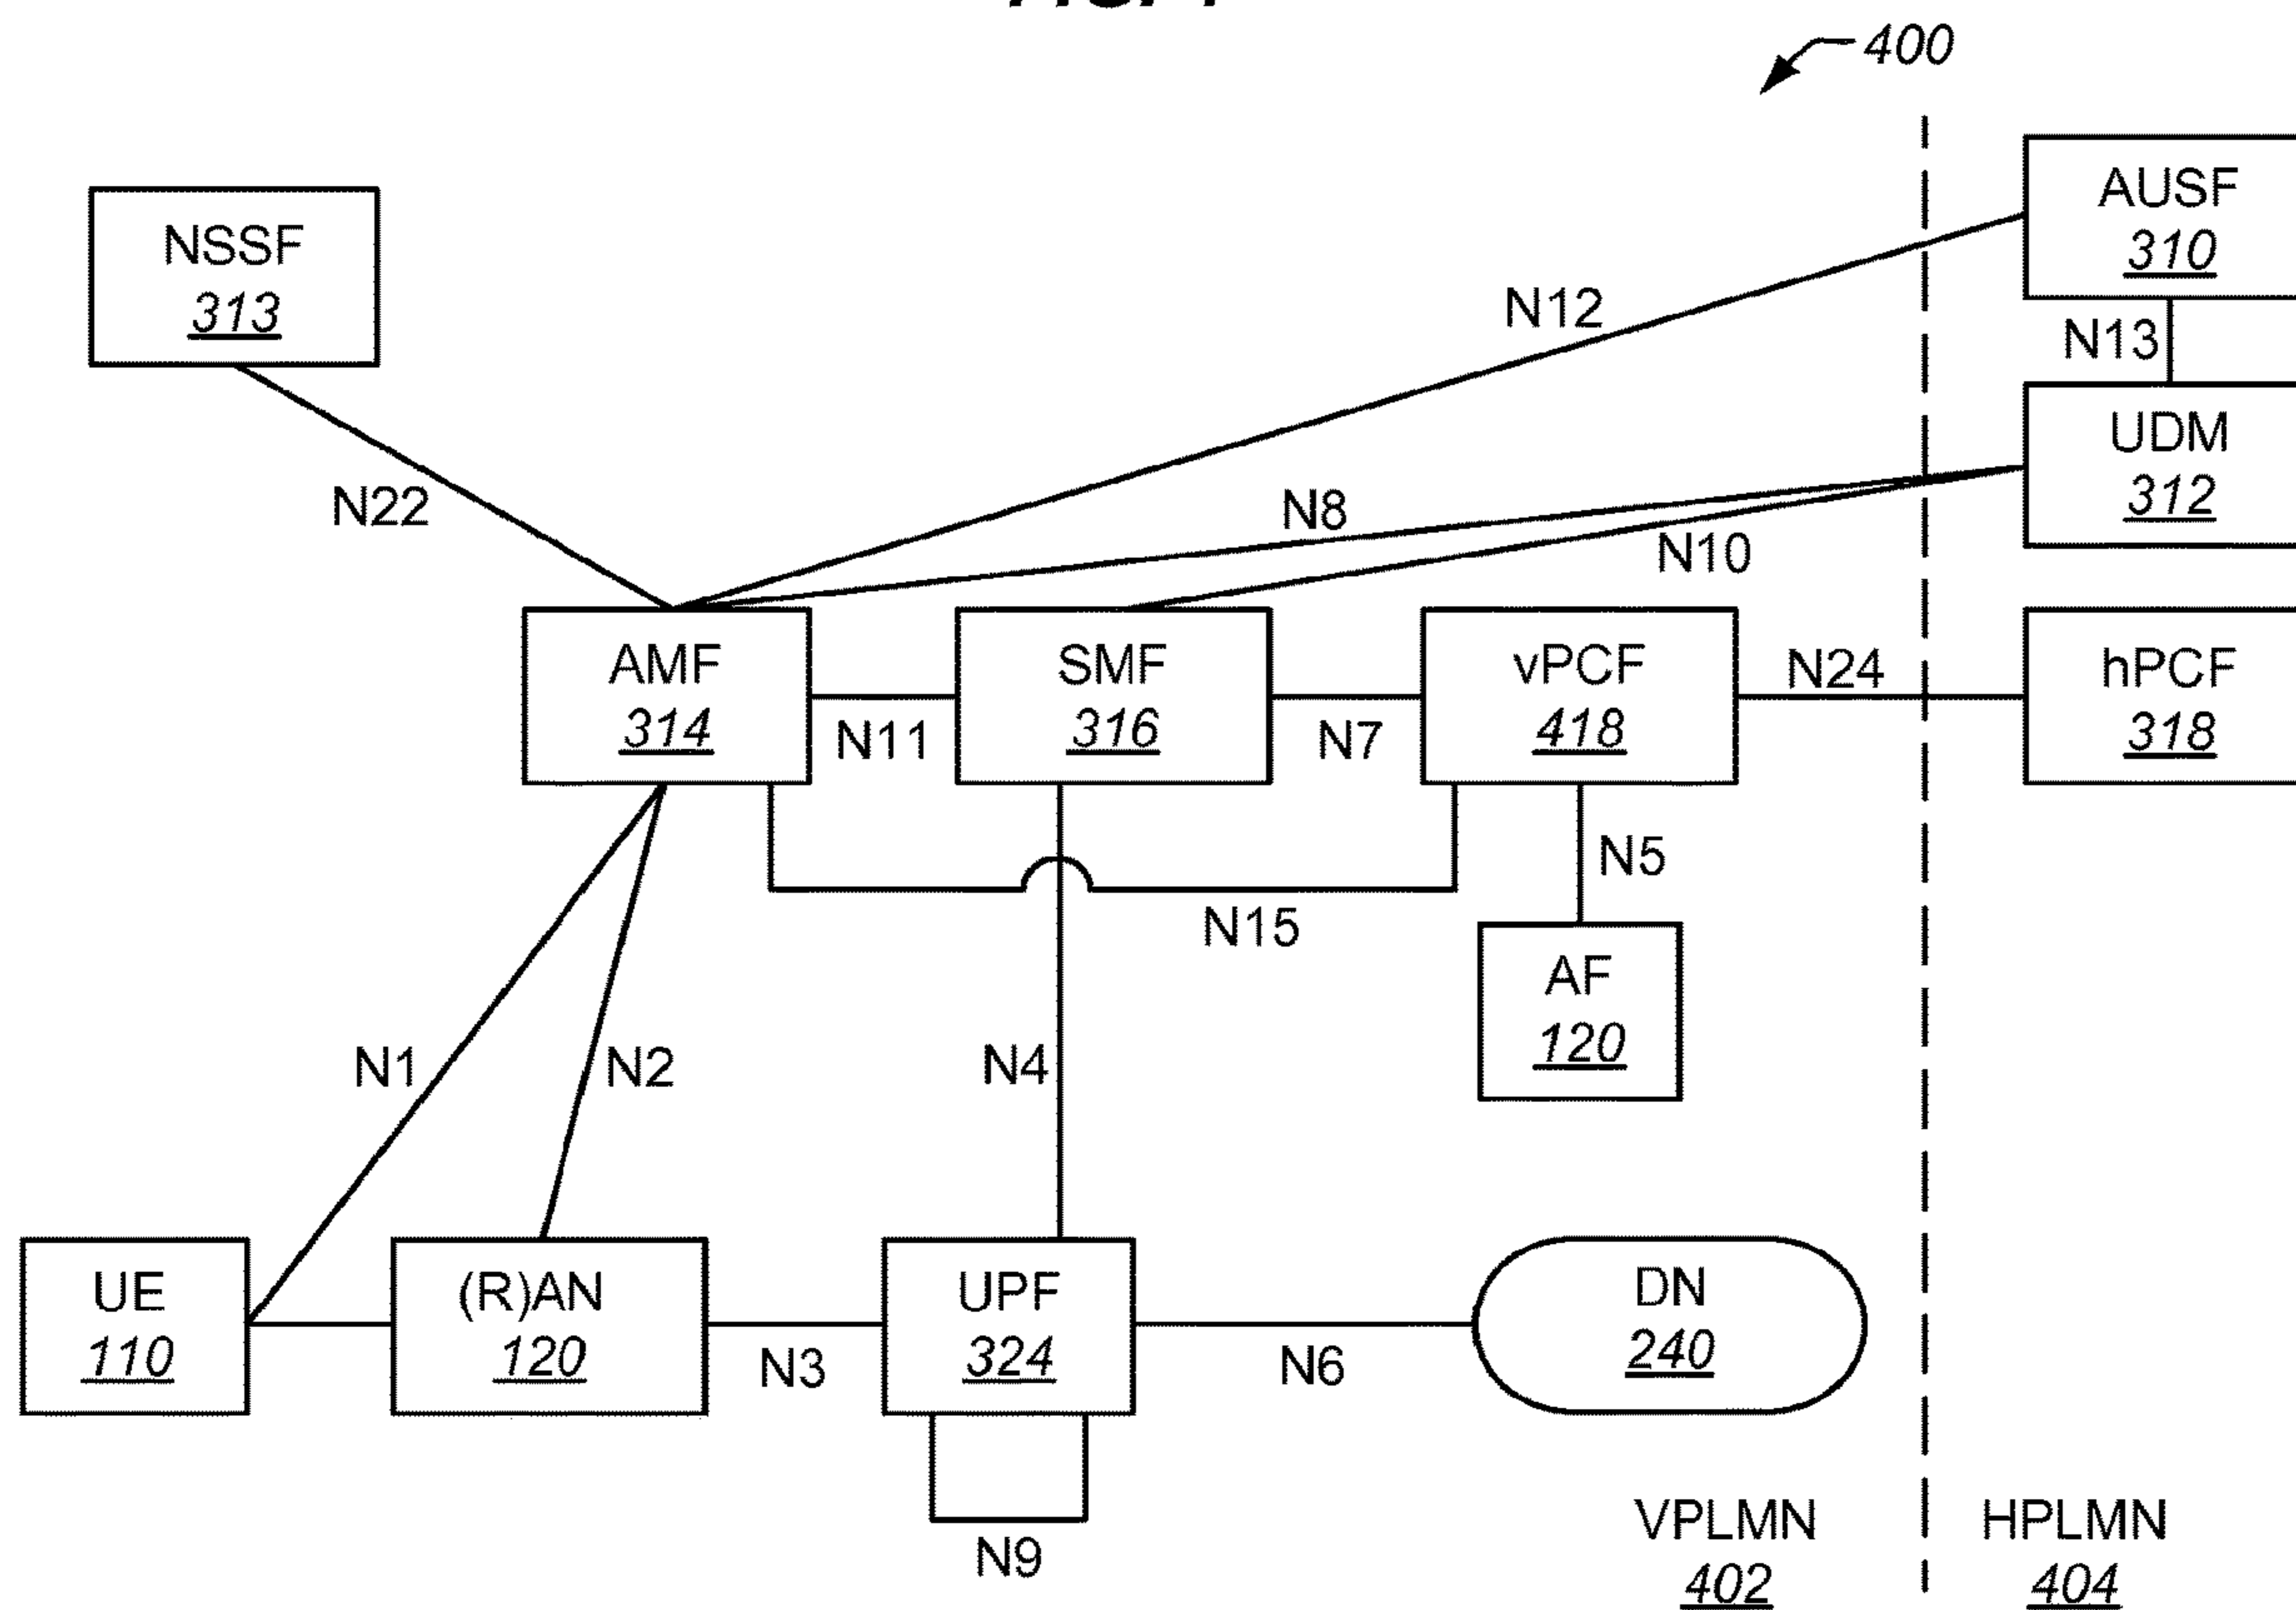 400
AUSF
310
NSSF
313
N12
N13
UDM
312
N22
N8
N10
AMF
314
N11
SMF
316
N7
vPCF
418
N24
hPCF
318
N5
N15
AF
120
N1
N2
N4
UE
110
(R)AN
120
N3
UPF
324
N6
DN
240
N9
VPLMN
402
HPLMN
404